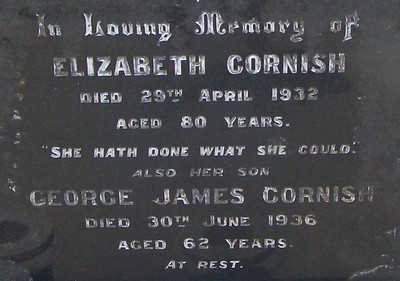 In Loving Memory of
ELIZABETH CORNISH
DIED 29TH APRIL 1932
AGED 80 YEARS.
"SHE HATH DONE WHAT SHE COULD."
ALSO HER SON
GEORGE JAMES CORNISH
DIED 30TH JUNE 1936
AGED 62 YEARS.
AT REST.